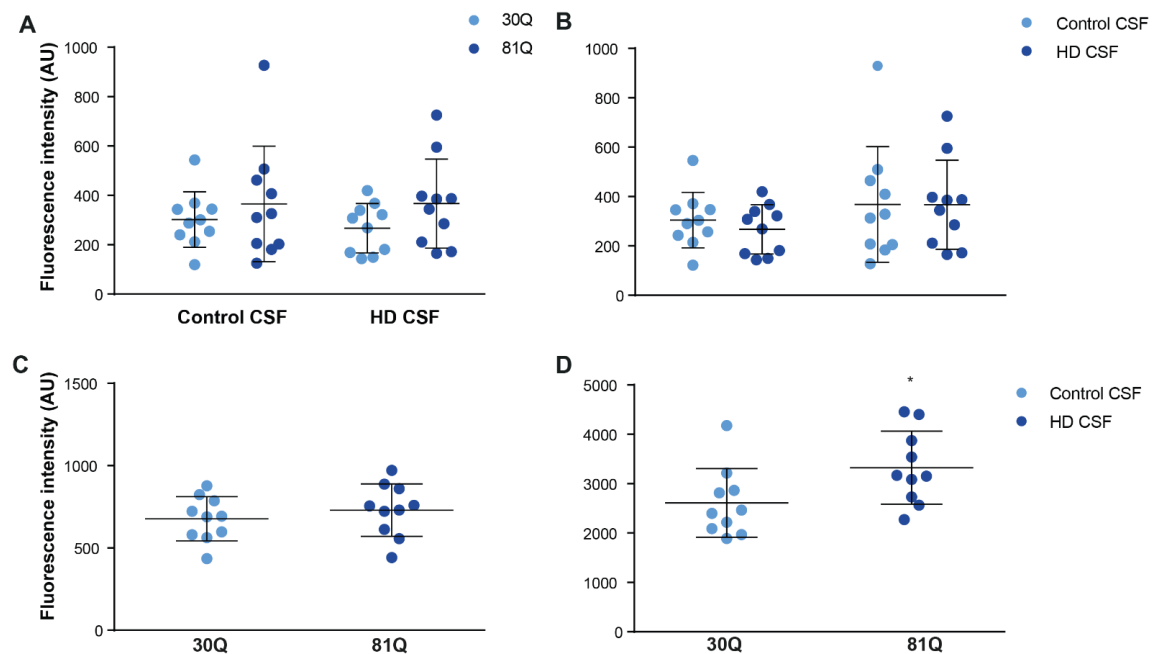 A
30Q
81Q
Fluorescence intensity (AU)
1000
800
600
400
200
0
Control CSF
HD CSF
B
Control CSF
HD CSF
1000
800
600
400
200
0
C
Fluorescence intensity (AU)
1500
1000
500
0
30Q
81Q
D
Control CSF
HD CSF
5000
4000
3000
2000
1000
0
*
30Q
81Q